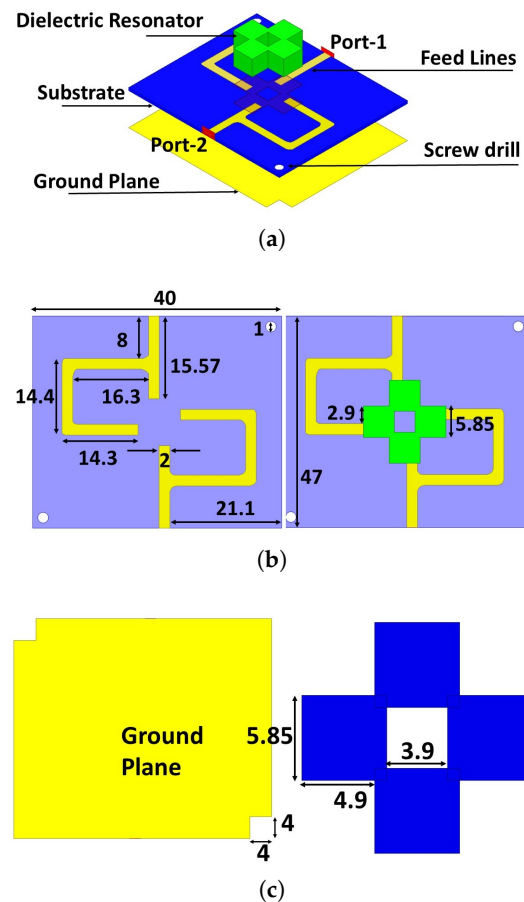 Dielectric Resonator
Port-1
Feed Lines
Substrate
Port-2
Screw drill
Ground Plane
(a)
40
8
1
15.57
14.4
16.3
2.9
5.85
14.3
2
47
21.1
(b)
Ground
Plane
5.85
3.9
4.9
4
4
(c)